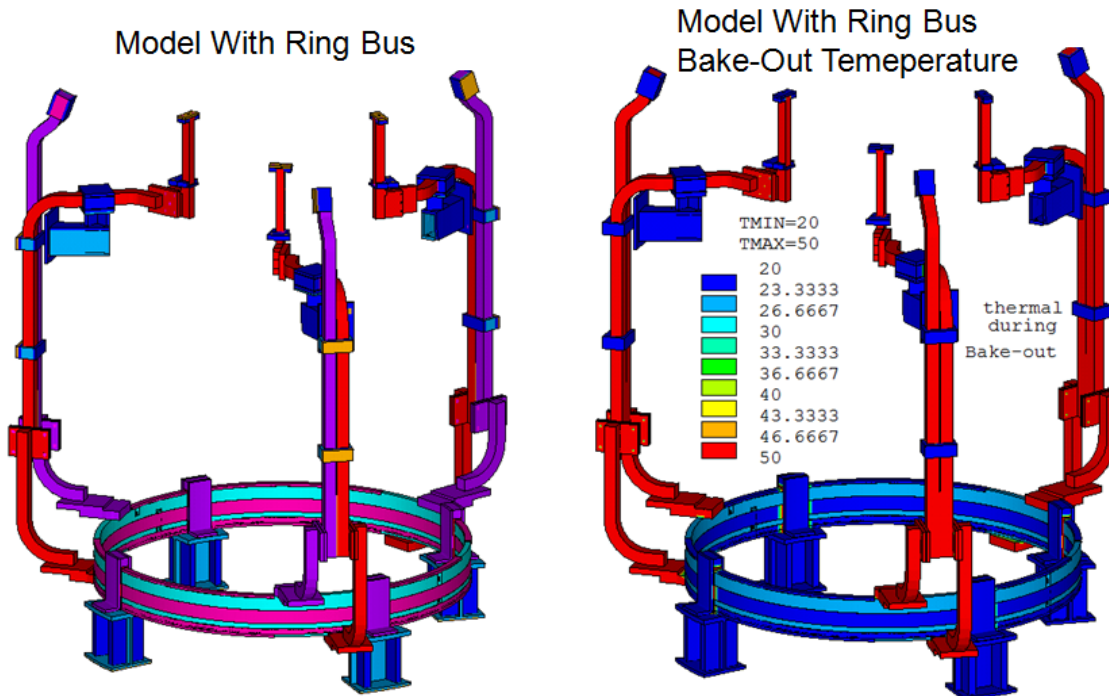 Model With Ring Bus
Model With Ring Bus
Bake-Out Temeperature
TMIN=20
TMAX=50
20
23.3333
26.6667
30
33.3333
36.6667
40
43.3333
46.6667
50
thermal
during
Bake-out